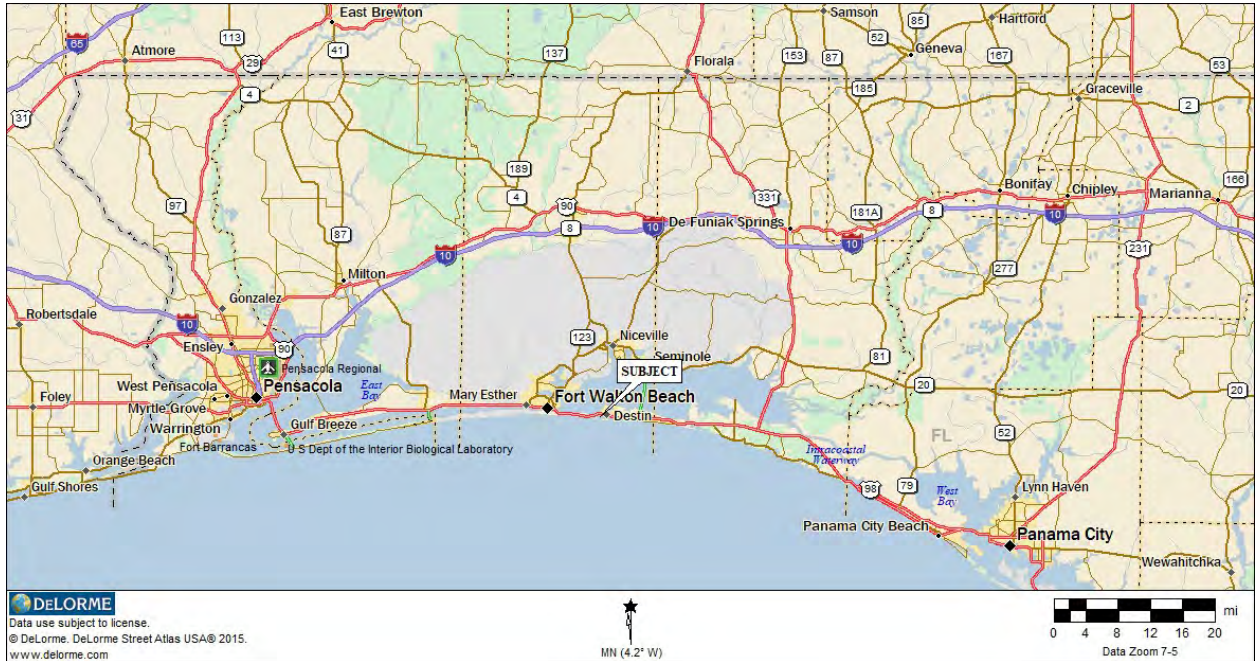 East Brewton
Samson
85
Hartford
65
113
41
52
Atmore
29
137
153
87
Geneva
167
Florala
53
4
185
Graceville
31
2
189
Bonifay
97
4
90
331
Chipley
166
Marianna
8
10
De Funiak Springs
181A
8
10
87
10
10
231
Milton
277
Gonzalez
Robertsdale
10
123
Niceville
Ensley
90
Seminole
81
Pensacola Regional
SUBJECT
West Pensacola
Pensacola
East
Bay
20
20
Foley
Mary Esther
Fort Walton Beach
Myrtle Grove
Destin
Warrington
Gulf Breeze
52
FL
Fort Barrancas
U S Dept of the Interior Biological Laboratory
Intracoastal
Waterway
Orange Beach
98
79
West
Bay
Lynn Haven
Gulf Shores
Panama City Beach
Panama City
Wewahitchka
DELORME
Data use subject to license.
© DeLorme. DeLorme Street Atlas USA® 2015.
www.delorme.com
MN (4.2° W)
mi
0 4 8 12 16 20
Data Zoom 7-5